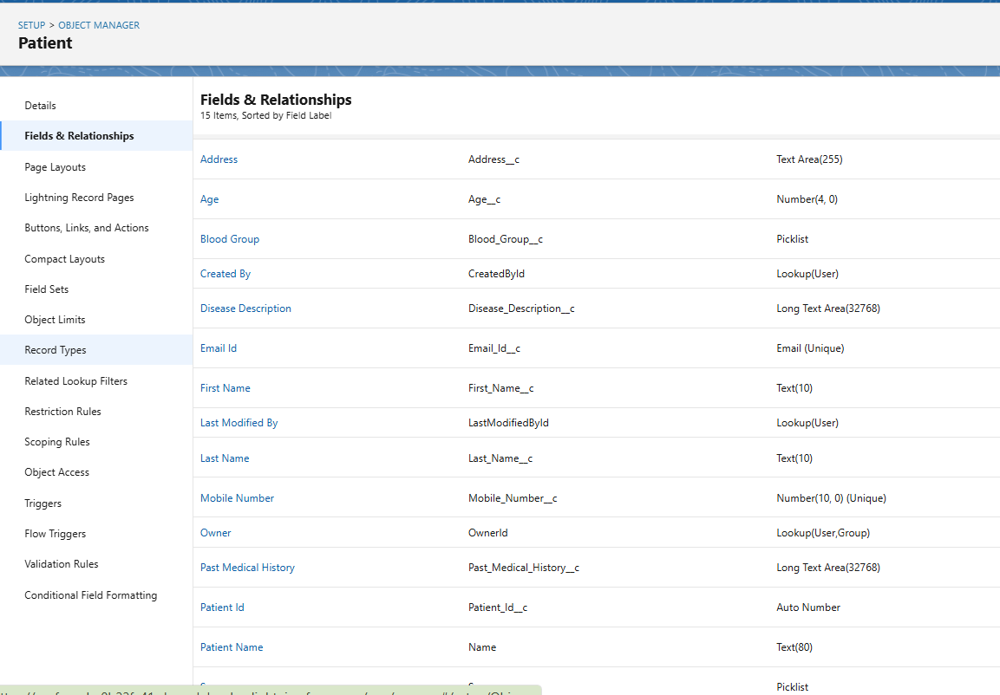 SETUP > OBJECT MANAGER
Patient
Details
Fields & Relationships
Page Layouts
Lightning Record Pages
Buttons, Links, and Actions
Compact Layouts
Field Sets
Object Limits
Record Types
Related Lookup Filters
Restriction Rules
Scoping Rules
Object Access
Triggers
Flow Triggers
Validation Rules
Conditional Field Formatting
Fields & Relationships
15 Items, Sorted by Field Label
Address Address__c Text Area(255)
Age Age__c Number(4, 0)
Blood Group Blood_Group__c Picklist
Created By CreatedById Lookup(User)
Disease Description Disease_Description__c Long Text Area(32768)
Email Id Email_Id__c Email (Unique)
First Name First_Name__c Text(10)
Last Modified By LastModifiedById Lookup(User)
Last Name Last_Name__c Text(10)
Mobile Number Mobile_Number__c Number(10, 0) (Unique)
Owner OwnerId Lookup(User,Group)
Past Medical History Past_Medical_History__c Long Text Area(32768)
Patient Id Patient_Id__c Auto Number
Patient Name Name Text(80)
Picklist